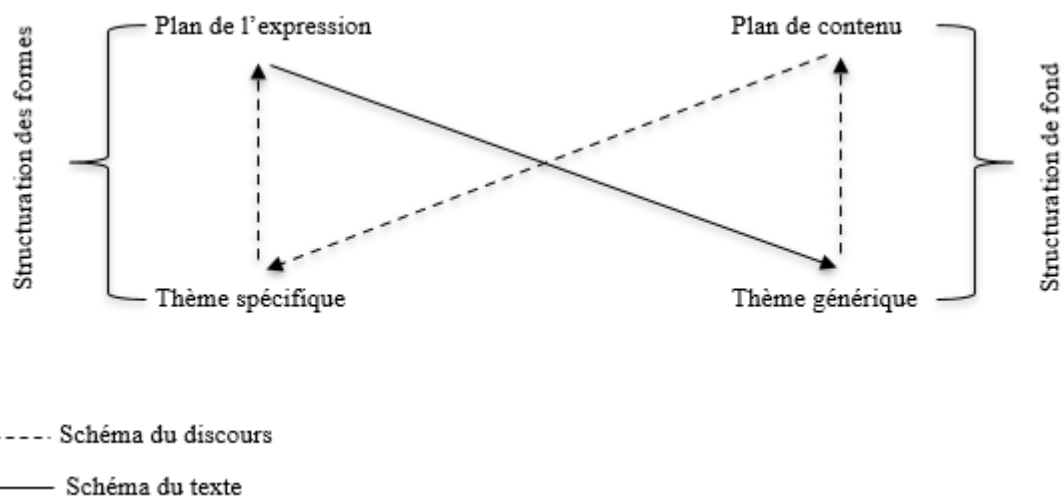 Structuration des formes
Plan de l’expression
Plan de contenu
Structuration de fond
Thème spécifique
Thème générique
Schéma du discours
Schéma du texte